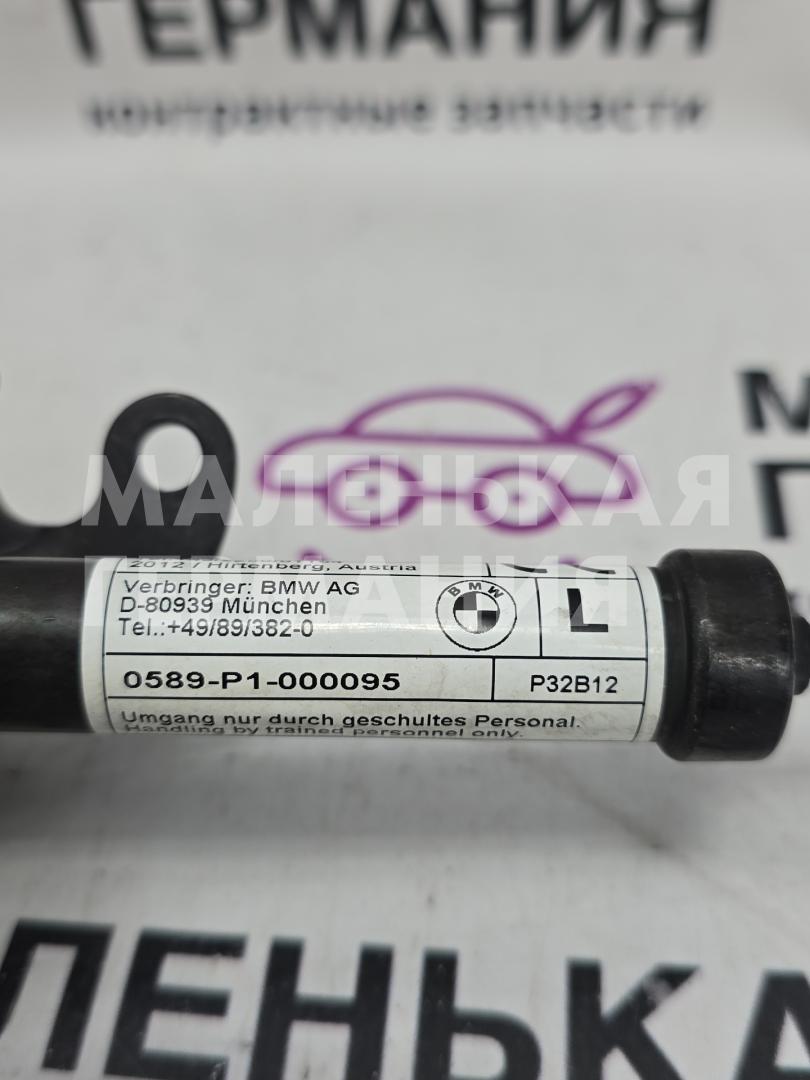 ГЕРМАНИЯ
контрактные запчасти
МАЛЕНЬКАЯ
ГЕРМАНИЯ
2012 / Hirtenberg, Austria
Verbringer: BMW AG
D-80939 München
Tel.:+49/89/382-0
BMW
L
0589-P1-000095
P32B12
Umgang nur durch geschultes Personal.
Handling by trained personnel only.
ЛЕНЬКА